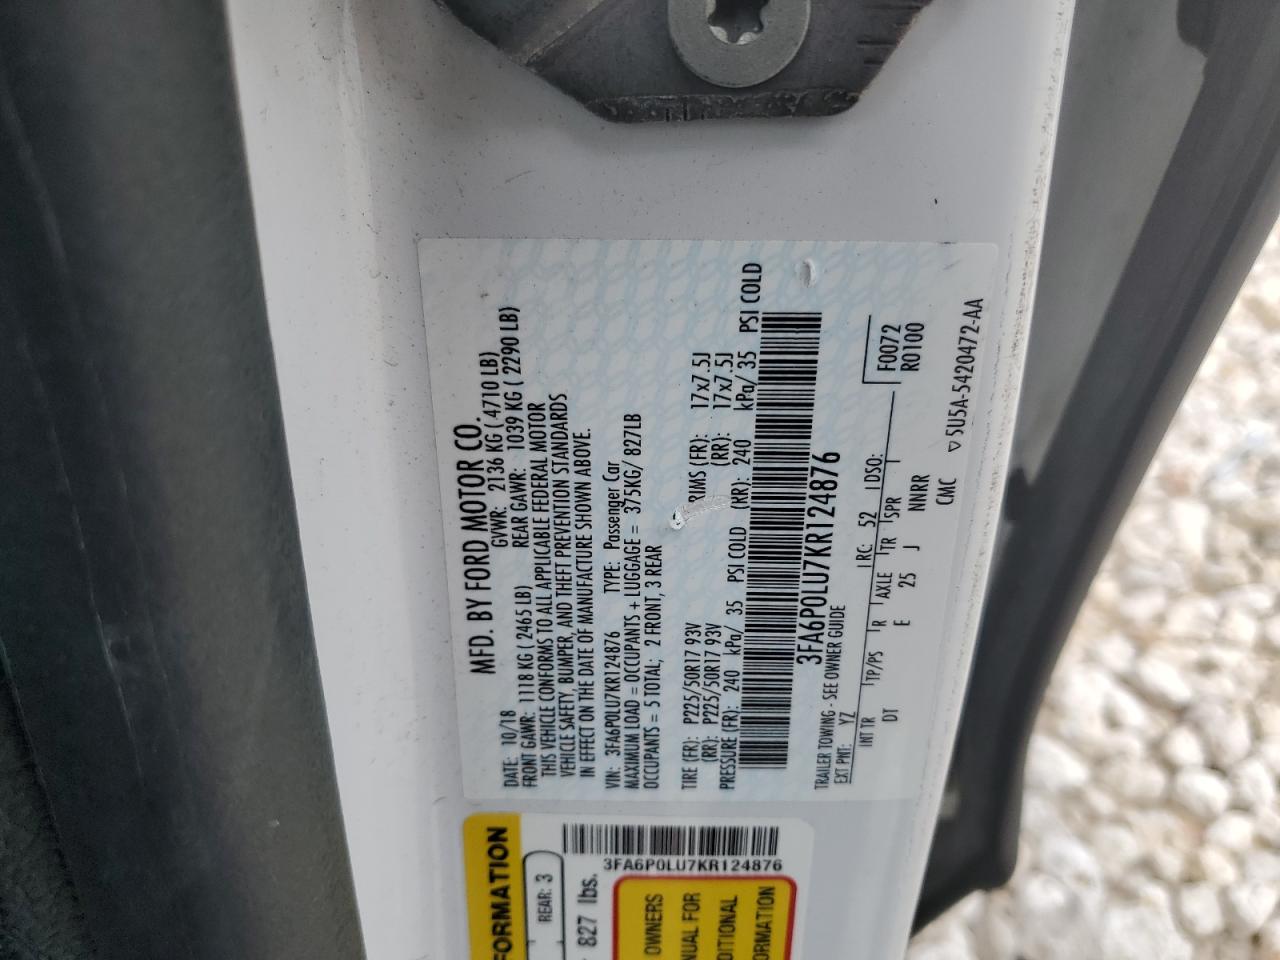 MFD. BY FORD MOTOR CO.
DATE: 10/18 GVWR: 2136 KG ( 4710 LB)
FRONT GAWR: 1118 KG ( 2465 LB) REAR GAWR: 1039 KG ( 2290 LB)
THIS VEHICLE CONFORMS TO ALL APPLICABLE FEDERAL MOTOR
VEHICLE SAFETY, BUMPER, AND THEFT PREVENTION STANDARDS
IN EFFECT ON THE DATE OF MANUFACTURE SHOWN ABOVE.
VIN: 3FA6P0LU7KR124876 TYPE: Passenger Car
MAXIMUM LOAD = OCCUPANTS + LUGGAGE = 375KG/ 827LB
OCCUPANTS = 5 TOTAL; 2 FRONT, 3 REAR
TIRE (FR): P225/50R17 93V RIMS (FR): 17x7.5J
(RR): P225/50R17 93V (RR): 17x7.5J
PRESSURE (FR): 240 kPa/ 35 PSI COLD (RR): 240 kPa/ 35 PSI COLD
3FA6P0LU7KR124876
TRAILER TOWING - SEE OWNER GUIDE
EXT PNT: YZ RC: 52 DSO: F0072
R0100
INT TR TP/PS R AXLE TR SPR
DT E 25 J NNRR
CMC 5U5A-5420472-AA
FORMATION
REAR: 3
827 lbs.
3FA6P0LU7KR124876
OWNERS
NUAL FOR
DITIONAL
ORMATION